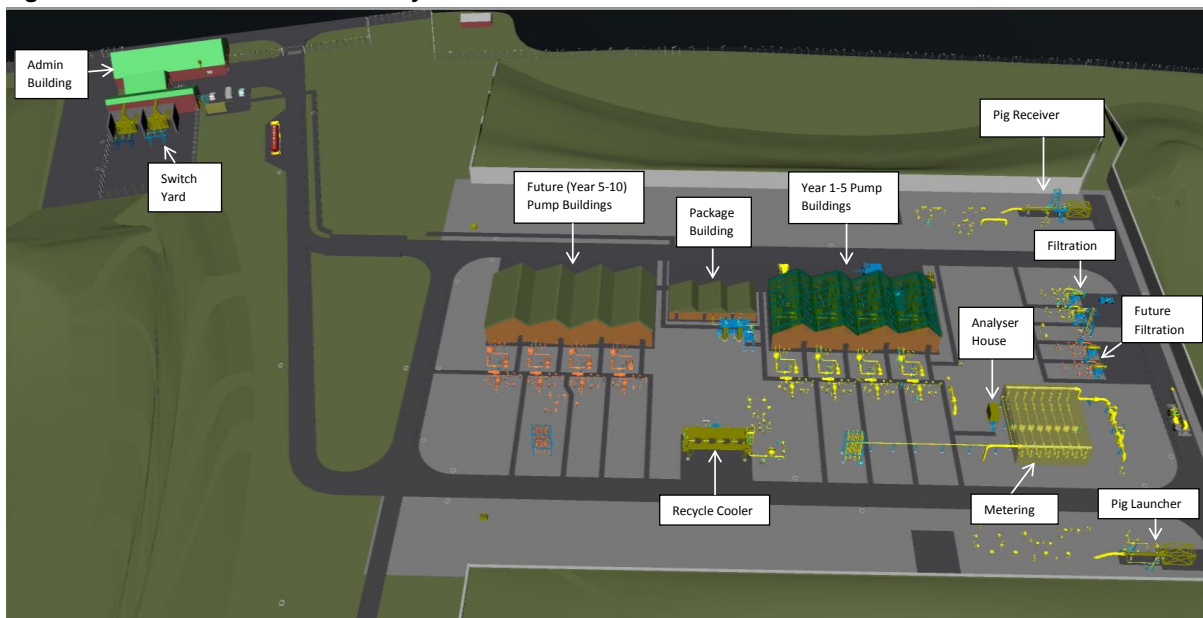 Admin
Building
Switch
Yard
Future (Year 5-10)
Pump Buildings
Package
Building
Year 1-5 Pump
Buildings
Pig Receiver
Filtration
Future
Filtration
Analyser
House
Recycle Cooler
Metering
Pig Launcher